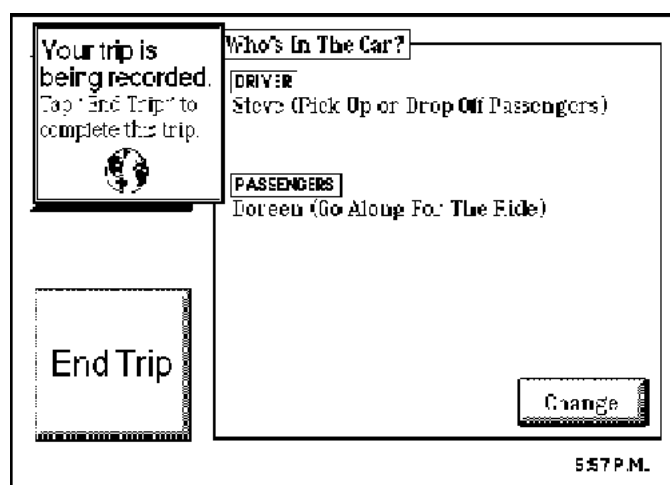 Your trip is
being recorded.
Tap "End Trip" to
complete this trip.
Who's In The Car?
DRIVER
Steve (Pick Up or Drop Off Passengers)
PASSENGERS
Doreen (Go Along For The Ride)
End Trip
Change
5:57 P.M.